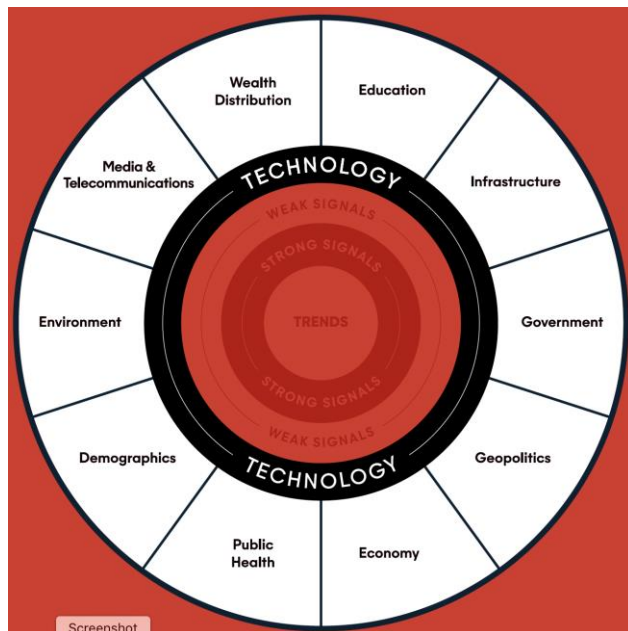 Wealth
Distribution
Education
Media &
Telecommunications
Infrastructure
TECHNOLOGY
WEAK SIGNALS
STRONG SIGNALS
Environment
TRENDS
Government
STRONG SIGNALS
WEAK SIGNALS
TECHNOLOGY
Demographics
Geopolitics
Public
Health
Economy
Screenshot